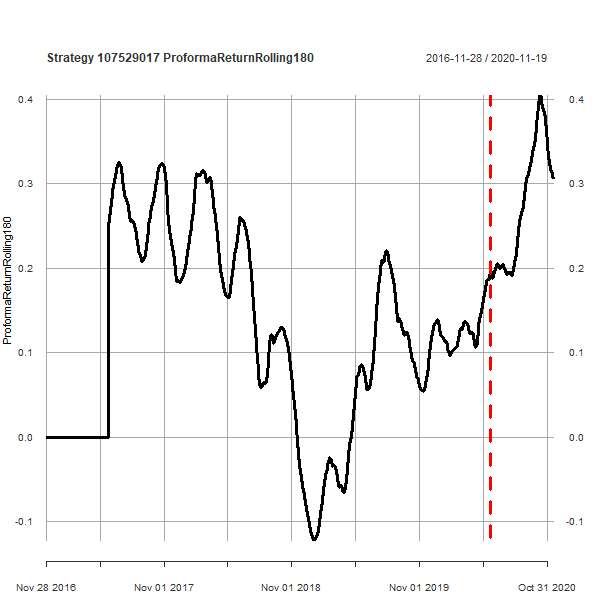 Strategy 107529017 ProformaReturnRolling180
2016-11-28 / 2020-11-19
ProformaReturnRolling180
0.4
0.3
0.2
0.1
0.0
-0.1
0.4
0.3
0.2
0.1
0.0
-0.1
Nov 28 2016
Nov 01 2017
Nov 01 2018
Nov 01 2019
Oct 31 2020